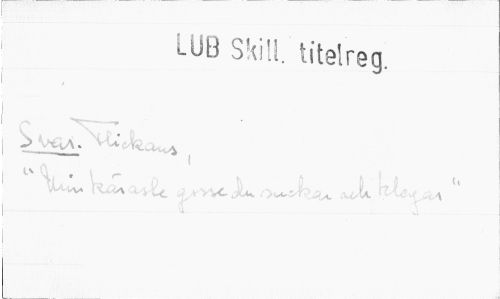 LUB Skill. titelreg.
Svar. Flickans,
"Min käraste gosse du suckar och klagar"